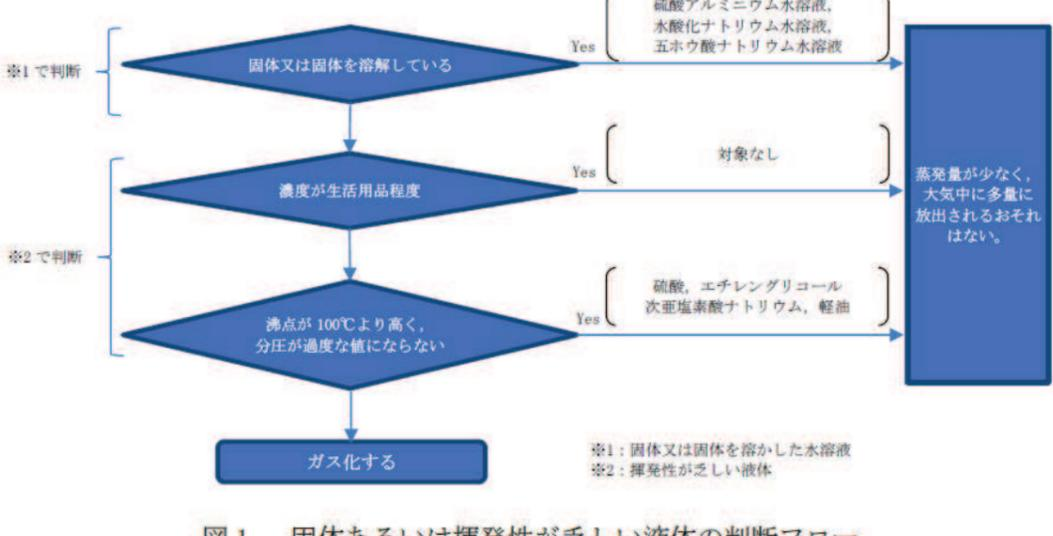 硫酸アルミニウム水溶液，
水酸化ナトリウム水溶液，
五ホウ酸ナトリウム水溶液
Yes
※1 で判断
固体又は固体を溶解している
対象なし
Yes
濃度が生活用品程度
蒸発量が少なく，
大気中に多量に
放出されるおそれ
はない。
※2 で判断
硫酸，エチレングリコール
次亜塩素酸ナトリウム，軽油
Yes
沸点が 100℃より高く，
分圧が過度な値にならない
ガス化する
※1：固体又は固体を溶かした水溶液
※2：揮発性が乏しい液体
図1 固体あるいは揮発性が乏しい液体の判断フロー